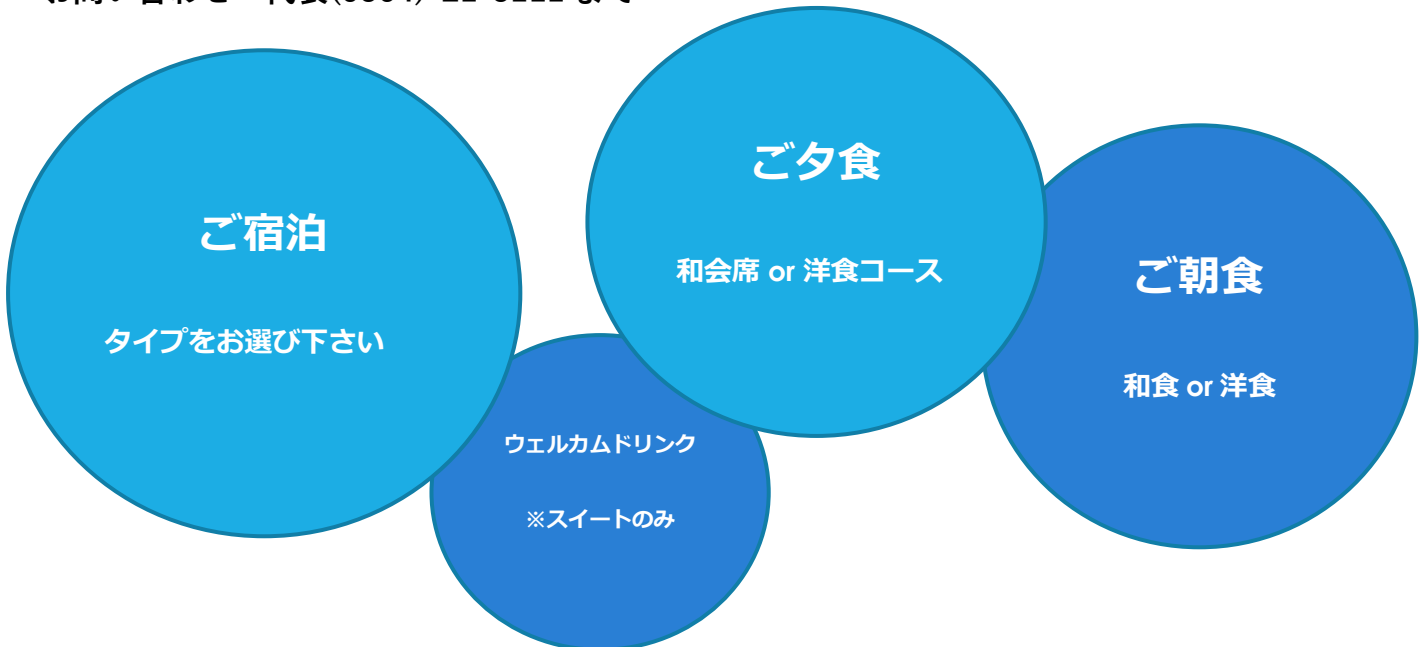 ご夕食
ご宿泊
和会席 or 洋食コース
ご朝食
タイプをお選び下さい
和食 or 洋食
ウェルカムドリンク
※スイートのみ